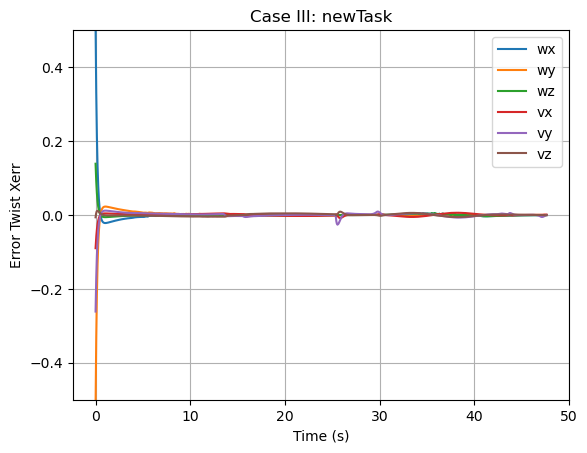 Case III: newTask
Error Twist Xerr
0.4
0.2
0.0
−0.2
−0.4
wx
wy
wz
vx
vy
vz
0 10 20 30 40 50
Time (s)